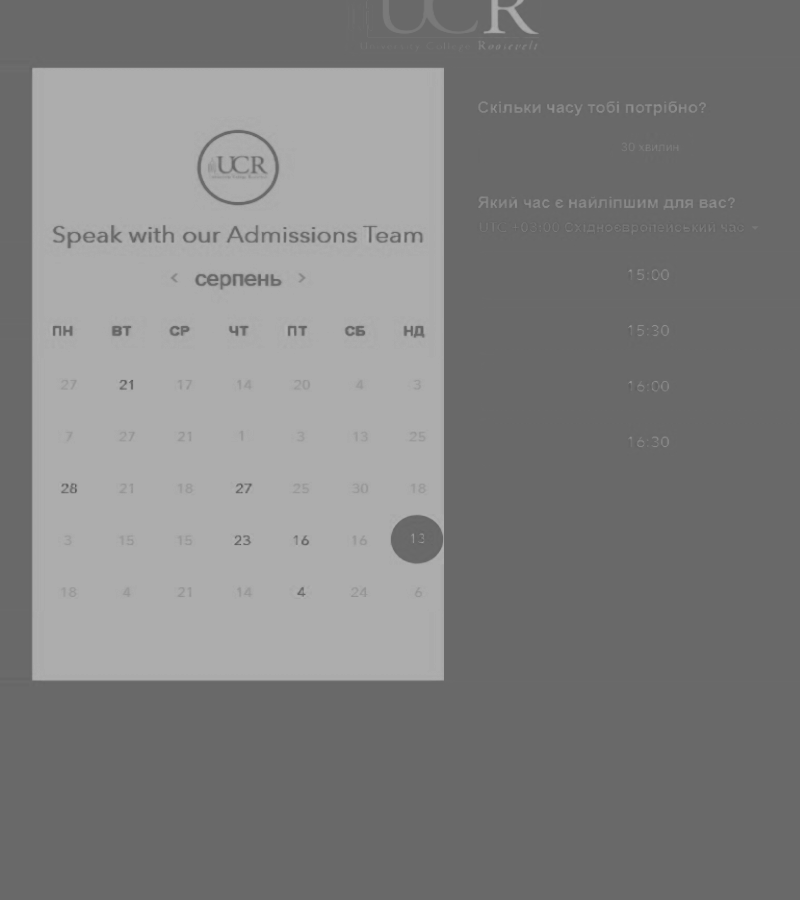 UCR
University College Roosevelt
UCR
Speak with our Admissions Team
< серпень >
ПН ВТ СР ЧТ ПТ СБ НД
27 21 17 14 20 4 3
7 27 21 1 3 13 25
28 21 18 27 25 30 18
3 15 15 23 16 16 13
18 4 21 14 4 24 6
Скільки часу тобі потрібно?
30 хвилин
Який час є найліпшим для вас?
UTC +03:00 Східноєвропейський час
15:00
15:30
16:00
16:30